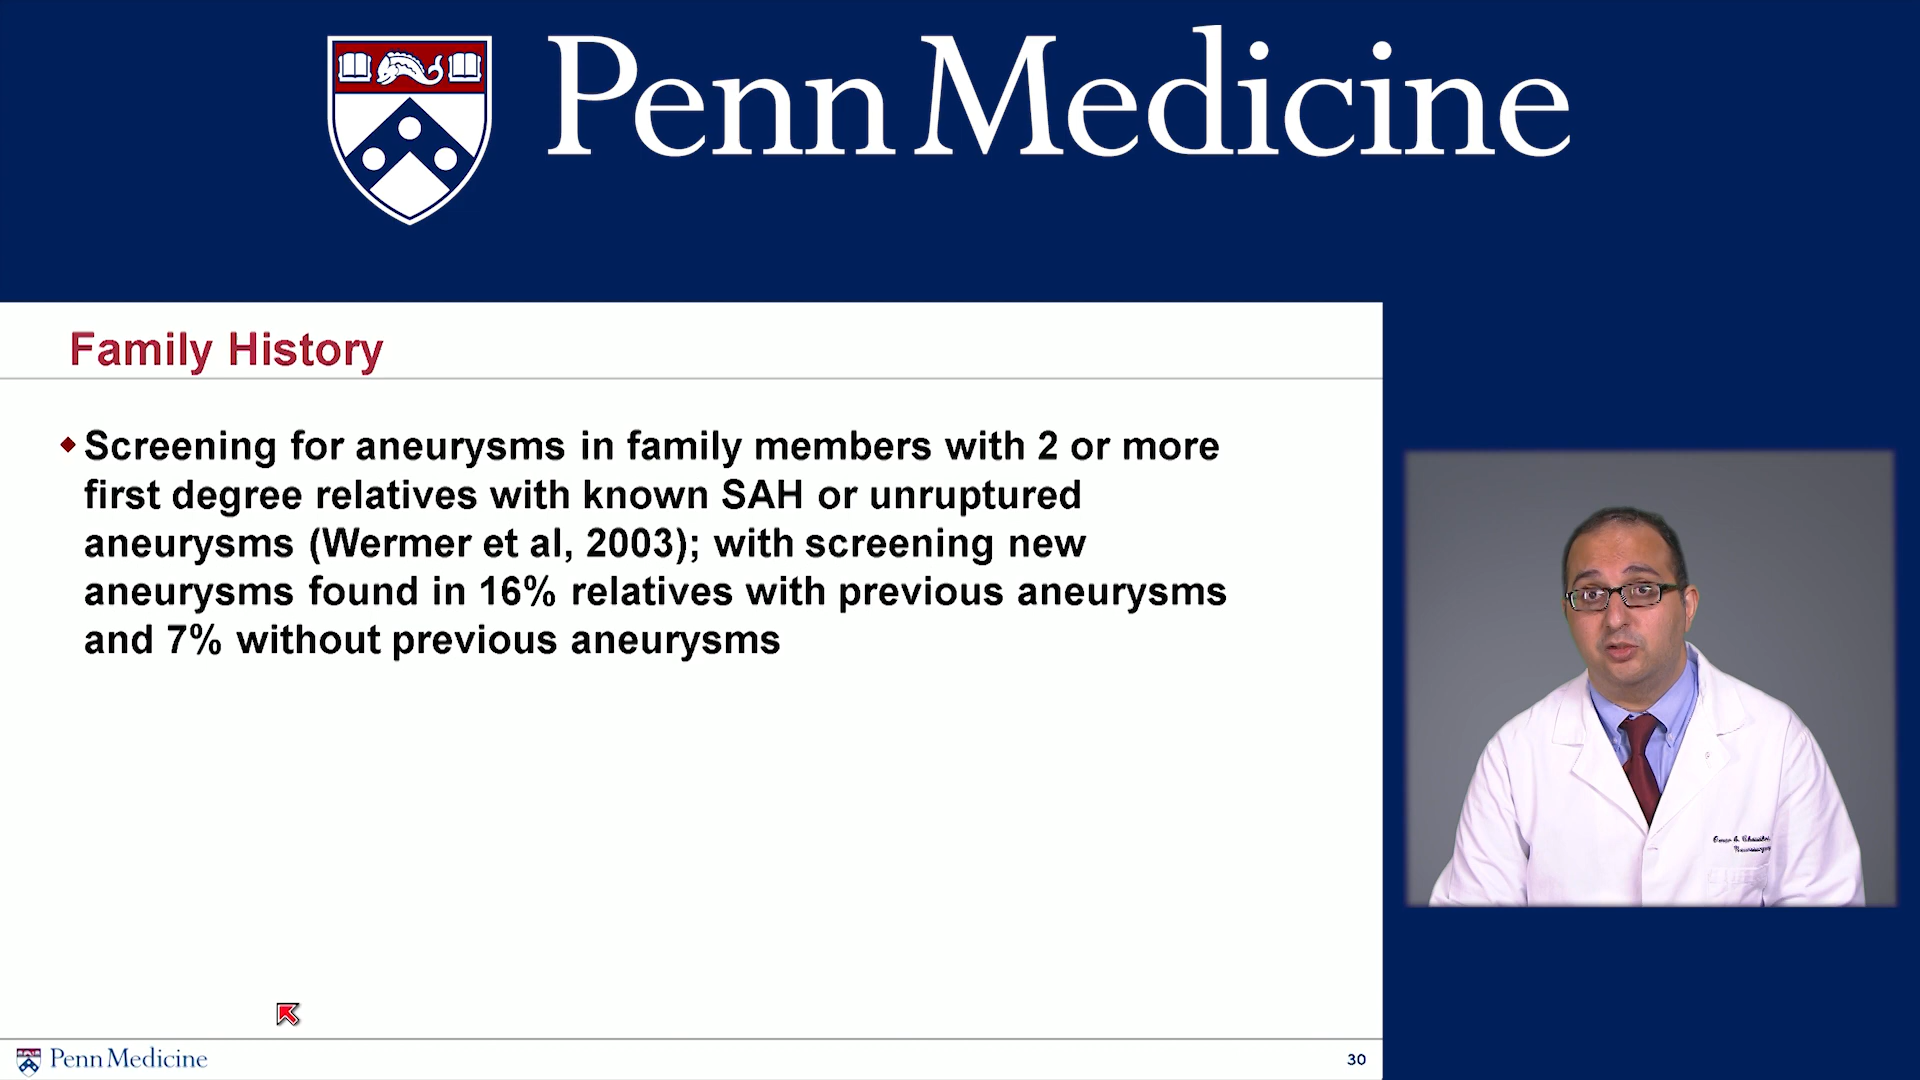 Penn Medicine
Family History
Screening for aneurysms in family members with 2 or more
first degree relatives with known SAH or unruptured
aneurysms (Wermer et al, 2003); with screening new
aneurysms found in 16% relatives with previous aneurysms
and 7% without previous aneurysms
Penn Medicine
30